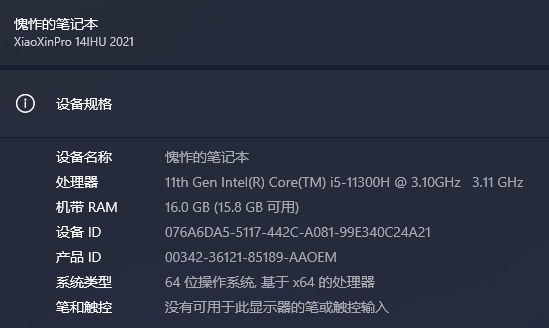 愧怍的笔记本
XiaoXinPro 14IHU 2021
设备规格
设备名称 愧怍的笔记本
处理器 11th Gen Intel(R) Core(TM) i5-11300H @ 3.10GHz 3.11 GHz
机带 RAM 16.0 GB (15.8 GB 可用)
设备 ID 076A6DA5-5117-442C-A081-99E340C24A21
产品 ID 00342-36121-85189-AAOEM
系统类型 64 位操作系统, 基于 x64 的处理器
笔和触控 没有可用于此显示器的笔或触控输入